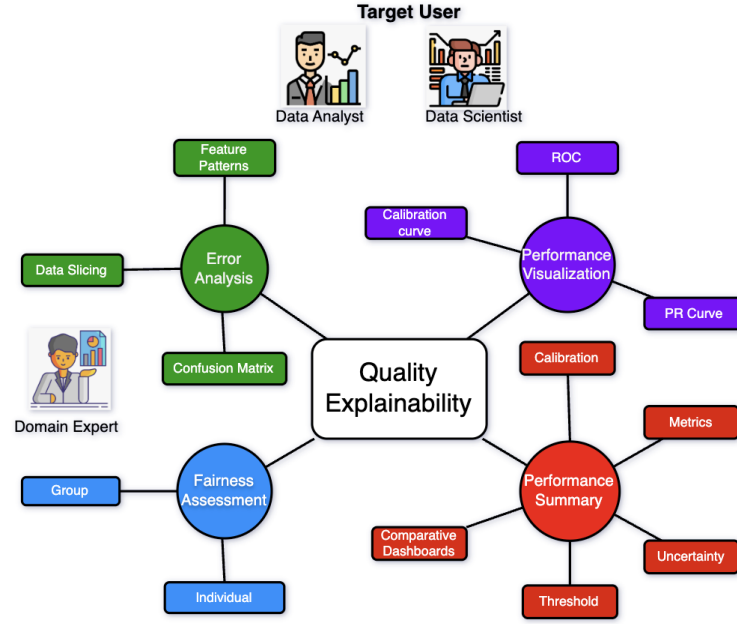 Target User
Data Analyst
Data Scientist
Feature
Patterns
ROC
Calibration
curve
Error
Analysis
Performance
Visualization
Data Slicing
PR Curve
Confusion Matrix
Calibration
Quality
Explainability
Domain Expert
Metrics
Fairness
Assessment
Performance
Summary
Group
Comparative
Dashboards
Uncertainty
Individual
Threshold